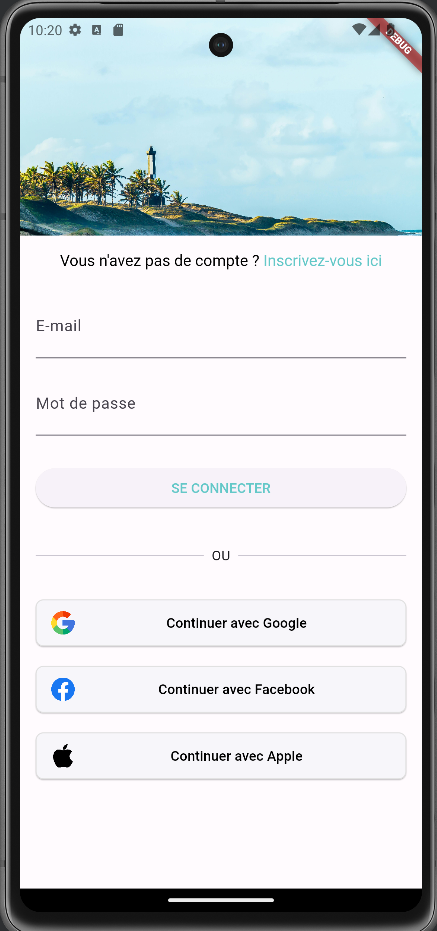 10:20
DEBUG
Vous n'avez pas de compte ? Inscrivez-vous ici
E-mail
Mot de passe
SE CONNECTER
OU
Continuer avec Google
Continuer avec Facebook
Continuer avec Apple